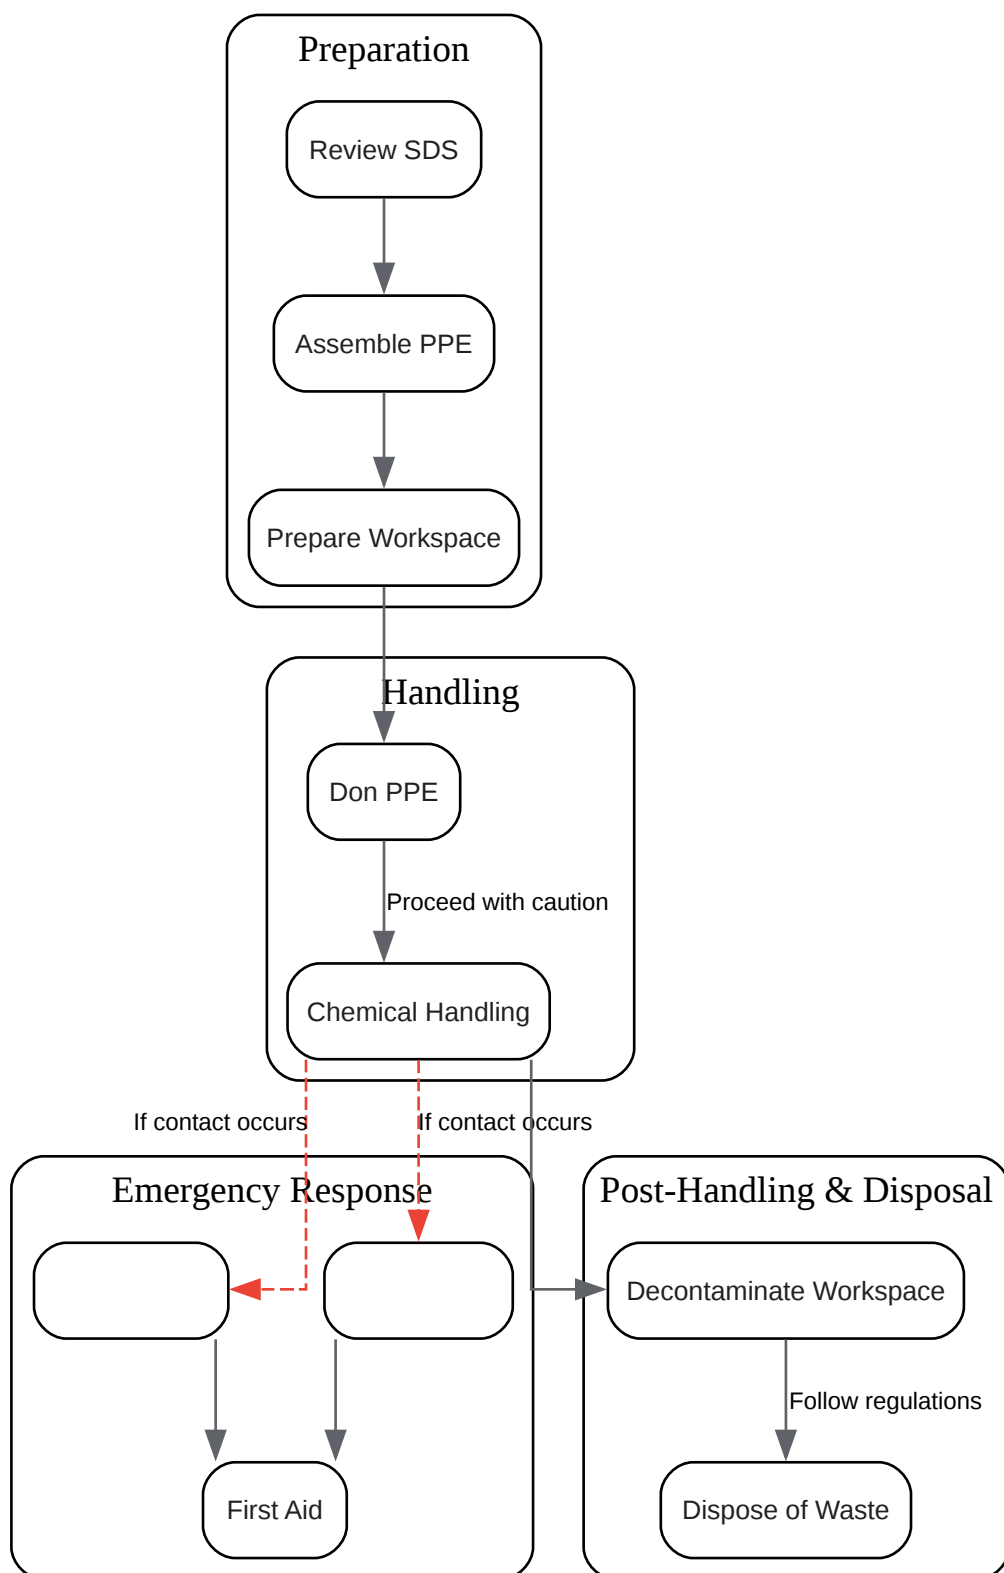 Preparation
Review SDS
Assemble PPE
Prepare Workspace
Handling
Don PPE
Proceed with caution
Chemical Handling
If contact occurs
If contact occurs
Emergency Response
Post-Handling & Disposal
Decontaminate Workspace
Follow regulations
First Aid
Dispose of Waste